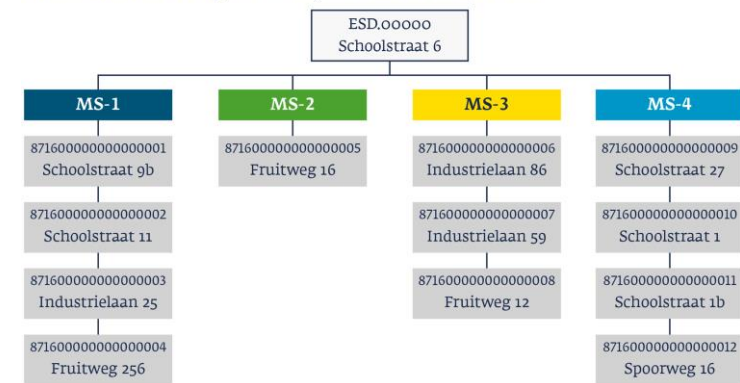 ESD.00000
Schoolstraat 6
MS-1
871600000000000001
Schoolstraat 9b
871600000000000002
Schoolstraat 11
871600000000000003
Industrielaan 25
871600000000000004
Fruitweg 256
MS-2
871600000000000005
Fruitweg 16
MS-3
871600000000000006
Industrielaan 86
871600000000000007
Industrielaan 59
871600000000000008
Fruitweg 12
MS-4
871600000000000009
Schoolstraat 27
871600000000000010
Schoolstraat 1
871600000000000011
Schoolstraat 1b
871600000000000012
Spoorweg 16